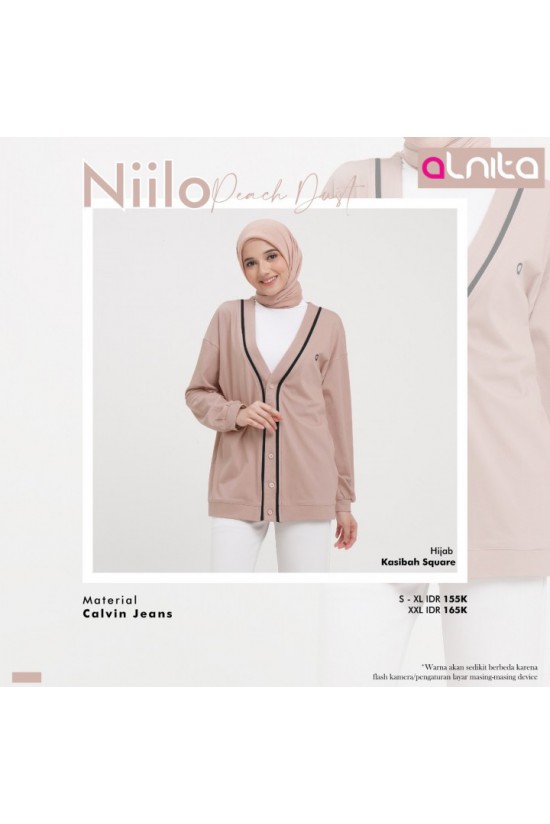 alnita
Niilo Peach Dust
Hijab
Kasibah Square
Material
Calvin Jeans
S - XL IDR 155K
XXL IDR 165K
*Warna akan sedikit berbeda karena
flash kamera/pengaturan layar masing-masing device